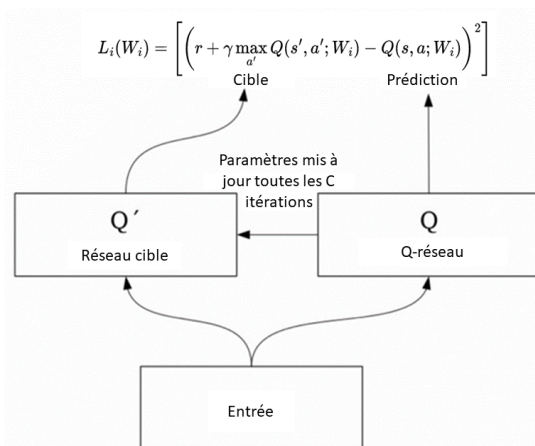 L_i(W_i) = [(r + γ max_{a'} Q(s′, a′; W_i) − Q(s, a; W_i))^2]
Cible
Prédiction
Paramètres mis à
jour toutes les C
itérations
Q´
Réseau cible
Q
Q-réseau
Entrée